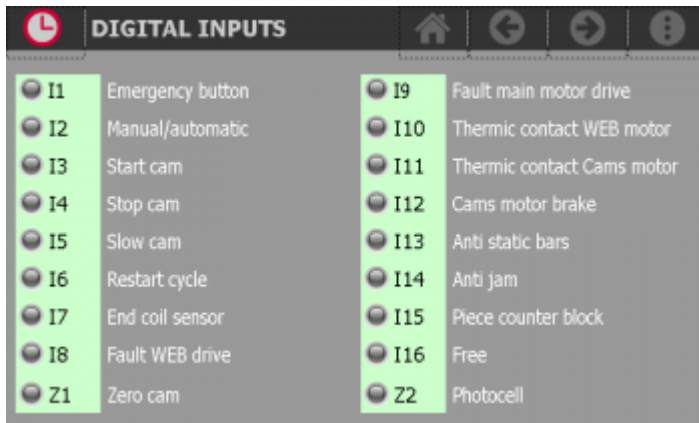 DIGITAL INPUTS
I1 Emergency button
I2 Manual/automatic
I3 Start cam
I4 Stop cam
I5 Slow cam
I6 Restart cycle
I7 End coil sensor
I8 Fault WEB drive
Z1 Zero cam
I9 Fault main motor drive
I10 Thermic contact WEB motor
I11 Thermic contact Cams motor
I12 Cams motor brake
I13 Anti static bars
I14 Anti jam
I15 Piece counter block
I16 Free
Z2 Photocell